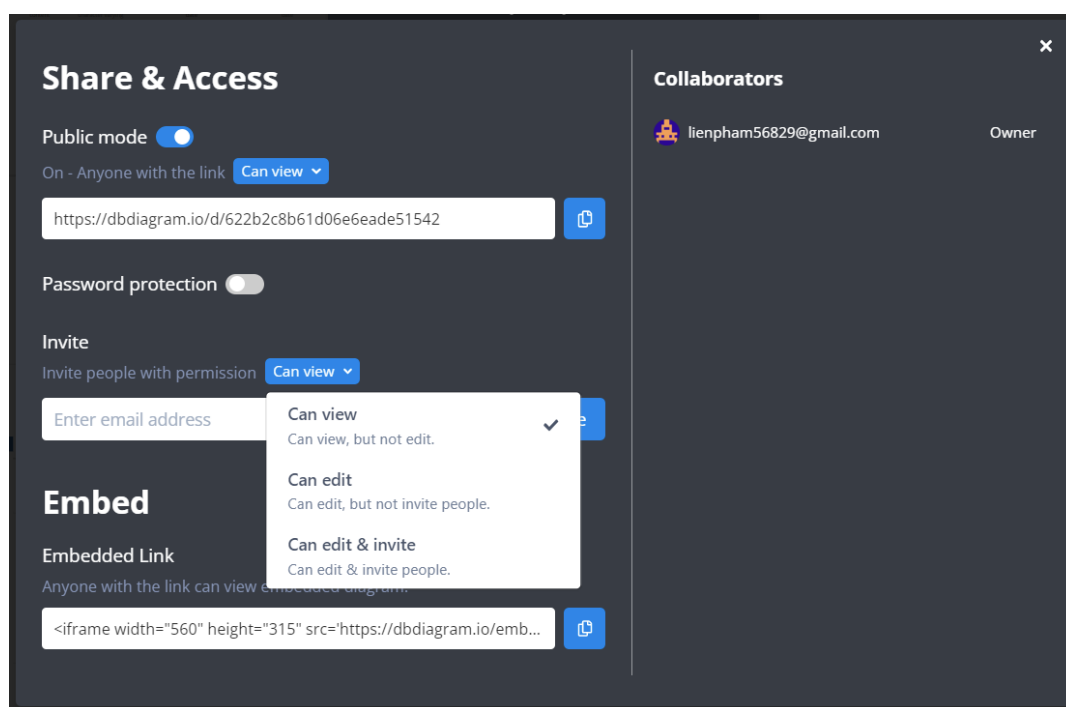 Share & Access
Public mode
On - Anyone with the link Can view
https://dbdiagram.io/d/622b2c8b61d06e6eade51542
Password protection
Invite
Invite people with permission Can view
Enter email address
Can view
Can view, but not edit.
Can edit
Can edit, but not invite people.
Can edit & invite
Can edit & invite people.
Embed
Embedded Link
Anyone with the link can view embedded diagram.
<iframe width="560" height="315" src='https://dbdiagram.io/emb...
Collaborators
lienpham56829@gmail.com Owner